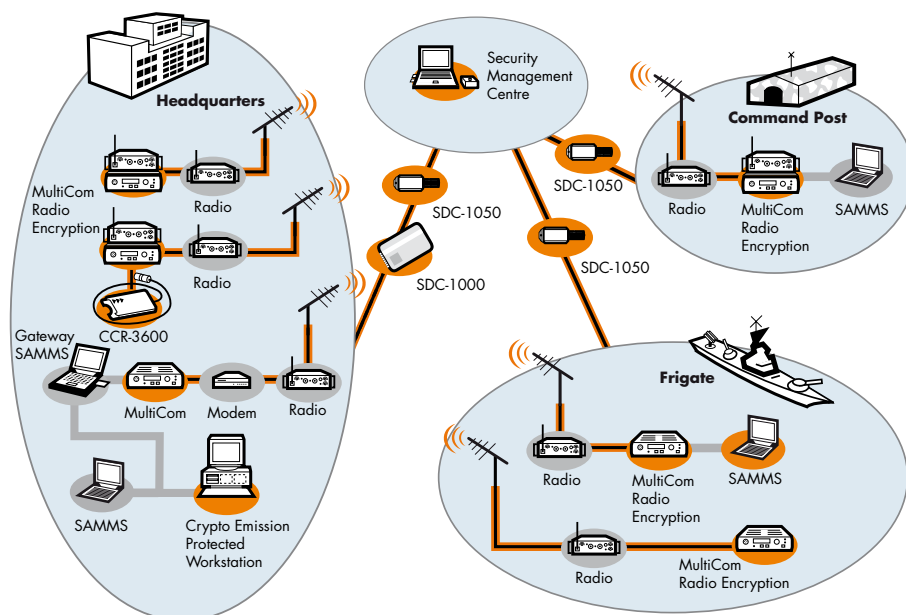 Headquarters
MultiCom
Radio
Encryption
Radio
Radio
CCR-3600
Gateway
SAMMS
MultiCom
Modem
Radio
SAMMS
Crypto Emission
Protected
Workstation
Security
Management
Centre
SDC-1050
SDC-1000
SDC-1050
SDC-1050
Command Post
Radio
MultiCom
Radio
Encryption
SAMMS
Frigate
Radio
MultiCom
Radio
Encryption
SAMMS
Radio
MultiCom
Radio Encryption